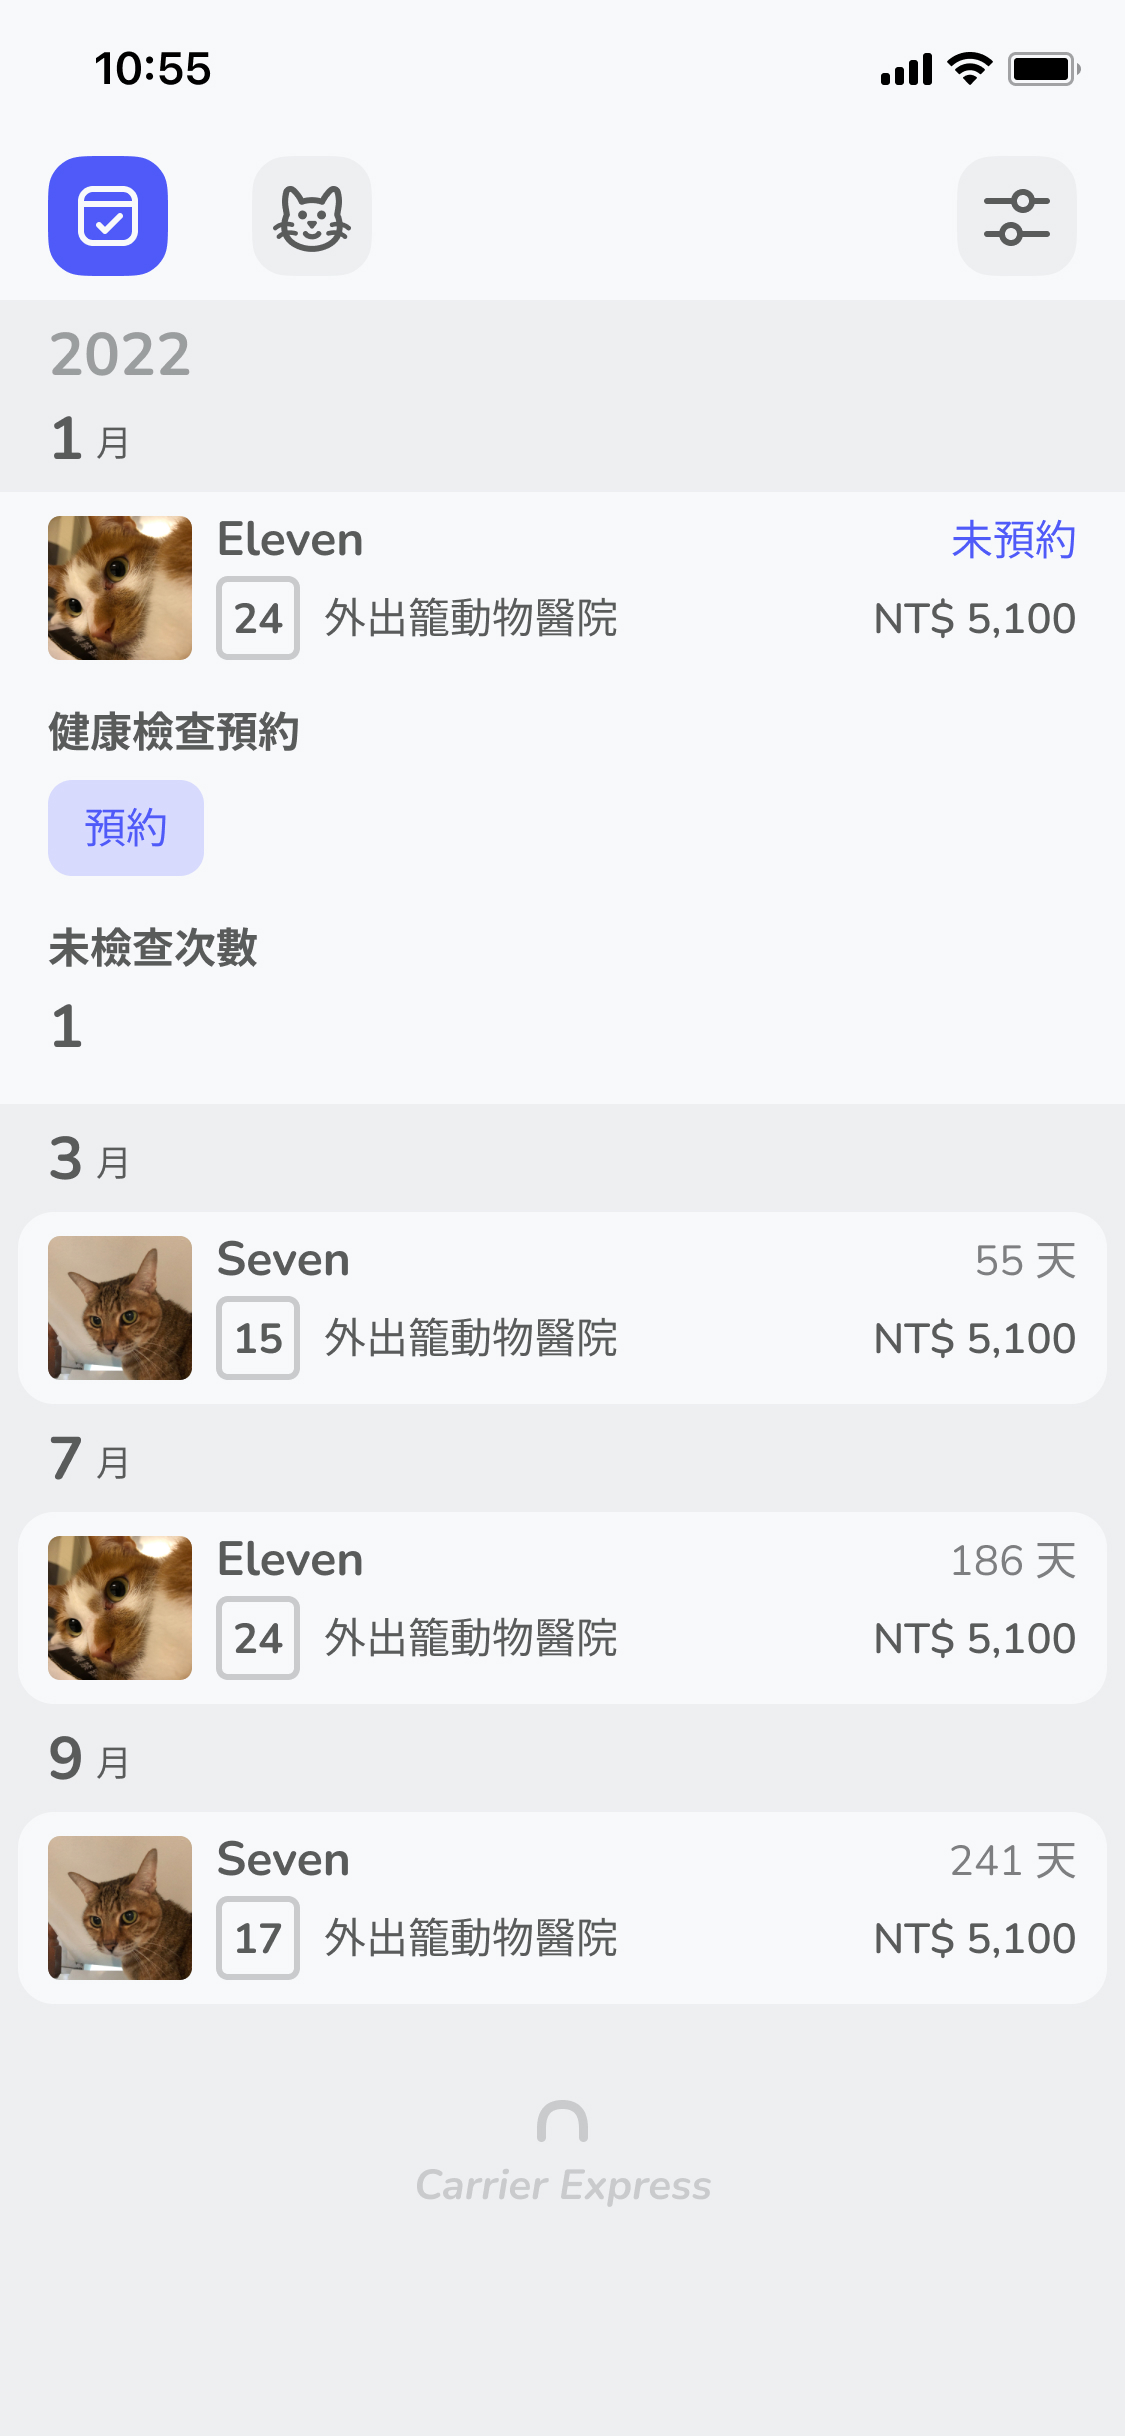 10:55
2022
1 月
Eleven
未預約
24 外出籠動物醫院 NT$ 5,100
健康檢查預約
預約
未檢查次數
1
3 月
Seven 55 天
15 外出籠動物醫院 NT$ 5,100
7 月
Eleven 186 天
24 外出籠動物醫院 NT$ 5,100
9 月
Seven 241 天
17 外出籠動物醫院 NT$ 5,100
Carrier Express